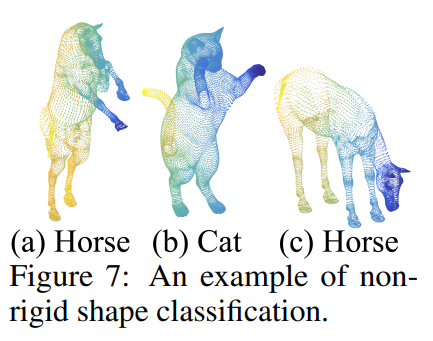 (a) Horse (b) Cat (c) Horse
Figure 7: An example of non-
rigid shape classification.